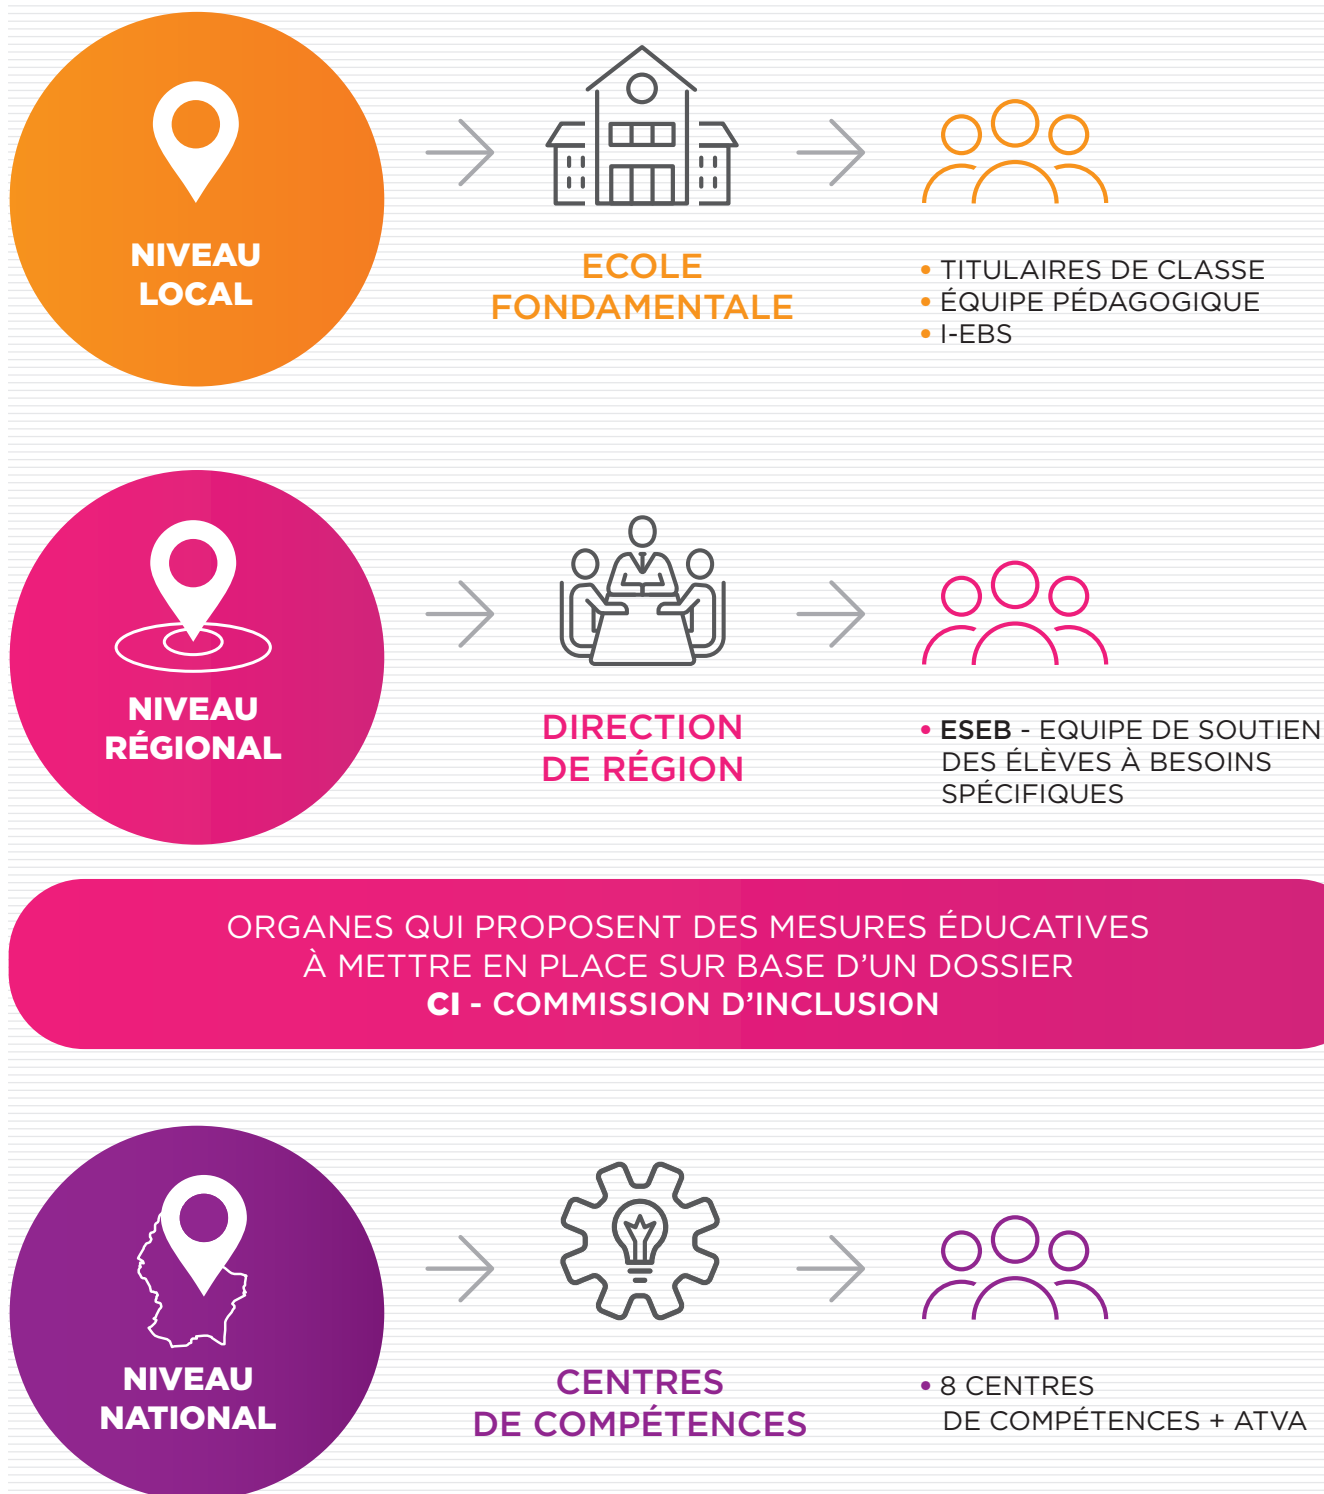 NIVEAU
LOCAL
ECOLE
FONDAMENTALE
• TITULAIRES DE CLASSE
• ÉQUIPE PÉDAGOGIQUE
• I-EBS
NIVEAU
RÉGIONAL
DIRECTION
DE RÉGION
• ESEB - EQUIPE DE SOUTIEN
DES ÉLÈVES À BESOINS
SPÉCIFIQUES
ORGANES QUI PROPOSENT DES MESURES ÉDUCATIVES
À METTRE EN PLACE SUR BASE D’UN DOSSIER
CI - COMMISSION D’INCLUSION
NIVEAU
NATIONAL
CENTRES
DE COMPÉTENCES
• 8 CENTRES
DE COMPÉTENCES + ATVA